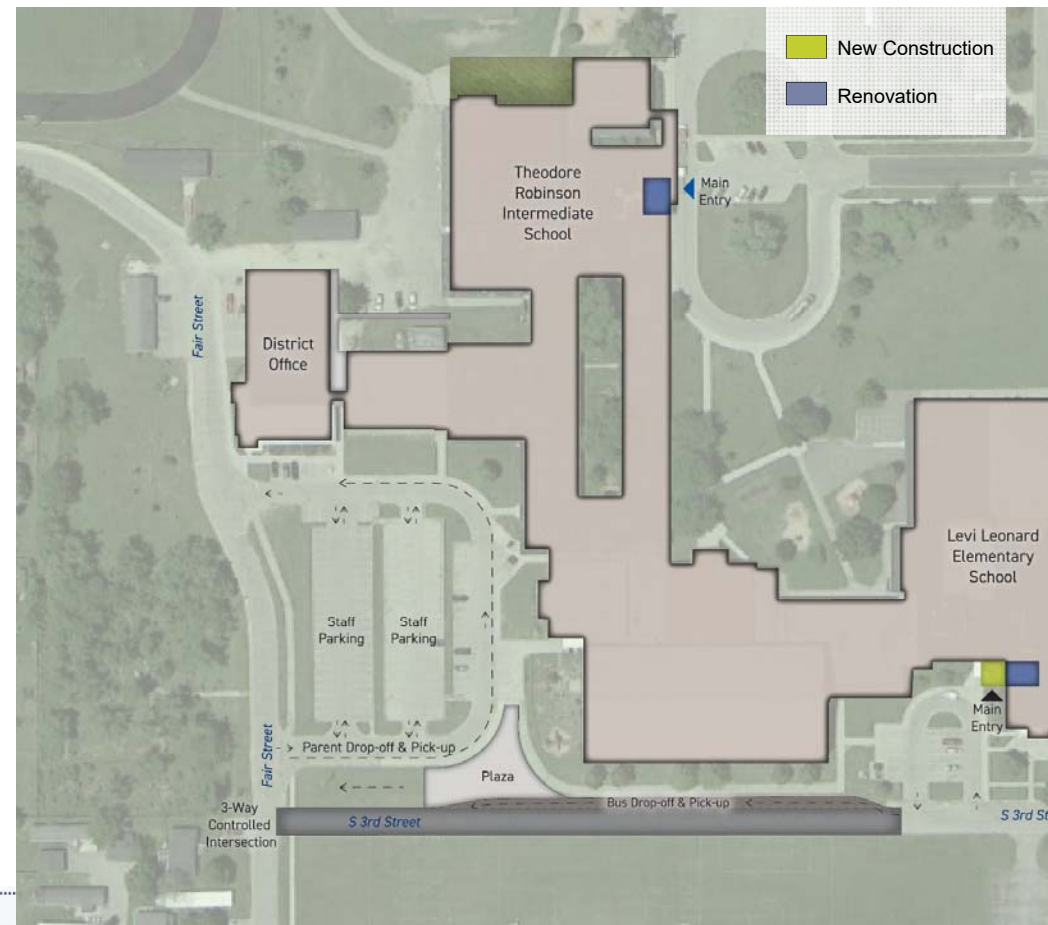 New Construction
Renovation
Theodore
Robinson
Intermediate
School
Main
Entry
Fair Street
District
Office
Levi Leonard
Elementary
School
Staff
Parking
Staff
Parking
Main
Entry
Fair Street
Parent Drop-off & Pick-up
Plaza
Bus Drop-off & Pick-up
3-Way
Controlled
Intersection
S 3rd Street
S 3rd St